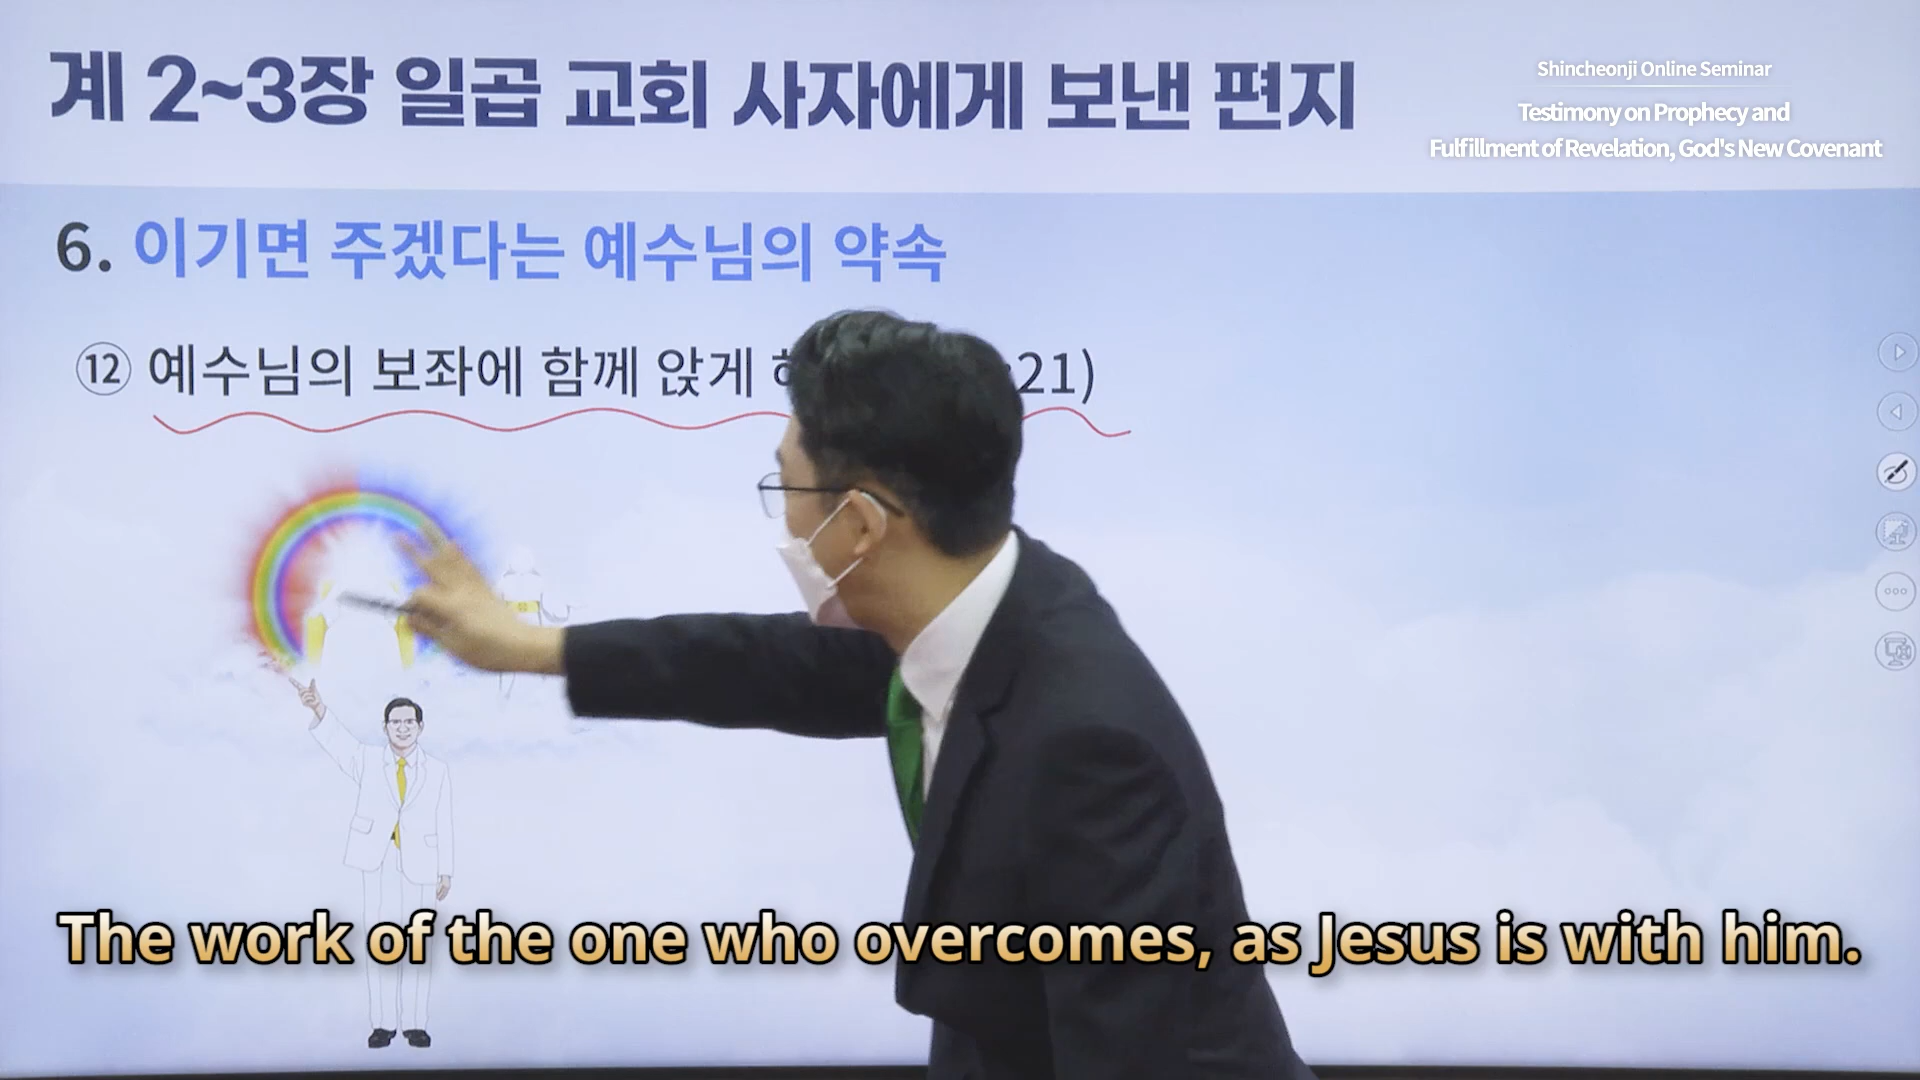 계 2~3장 일곱 교회 사자에게 보낸 편지
Shincheonji Online Seminar
Testimony on Prophecy and
Fulfillment of Revelation, God's New Covenant
6. 이기면 주겠다는 예수님의 약속
⑫ 예수님의 보좌에 함께 앉게 21)
The work of the one who overcomes, as Jesus is with him.